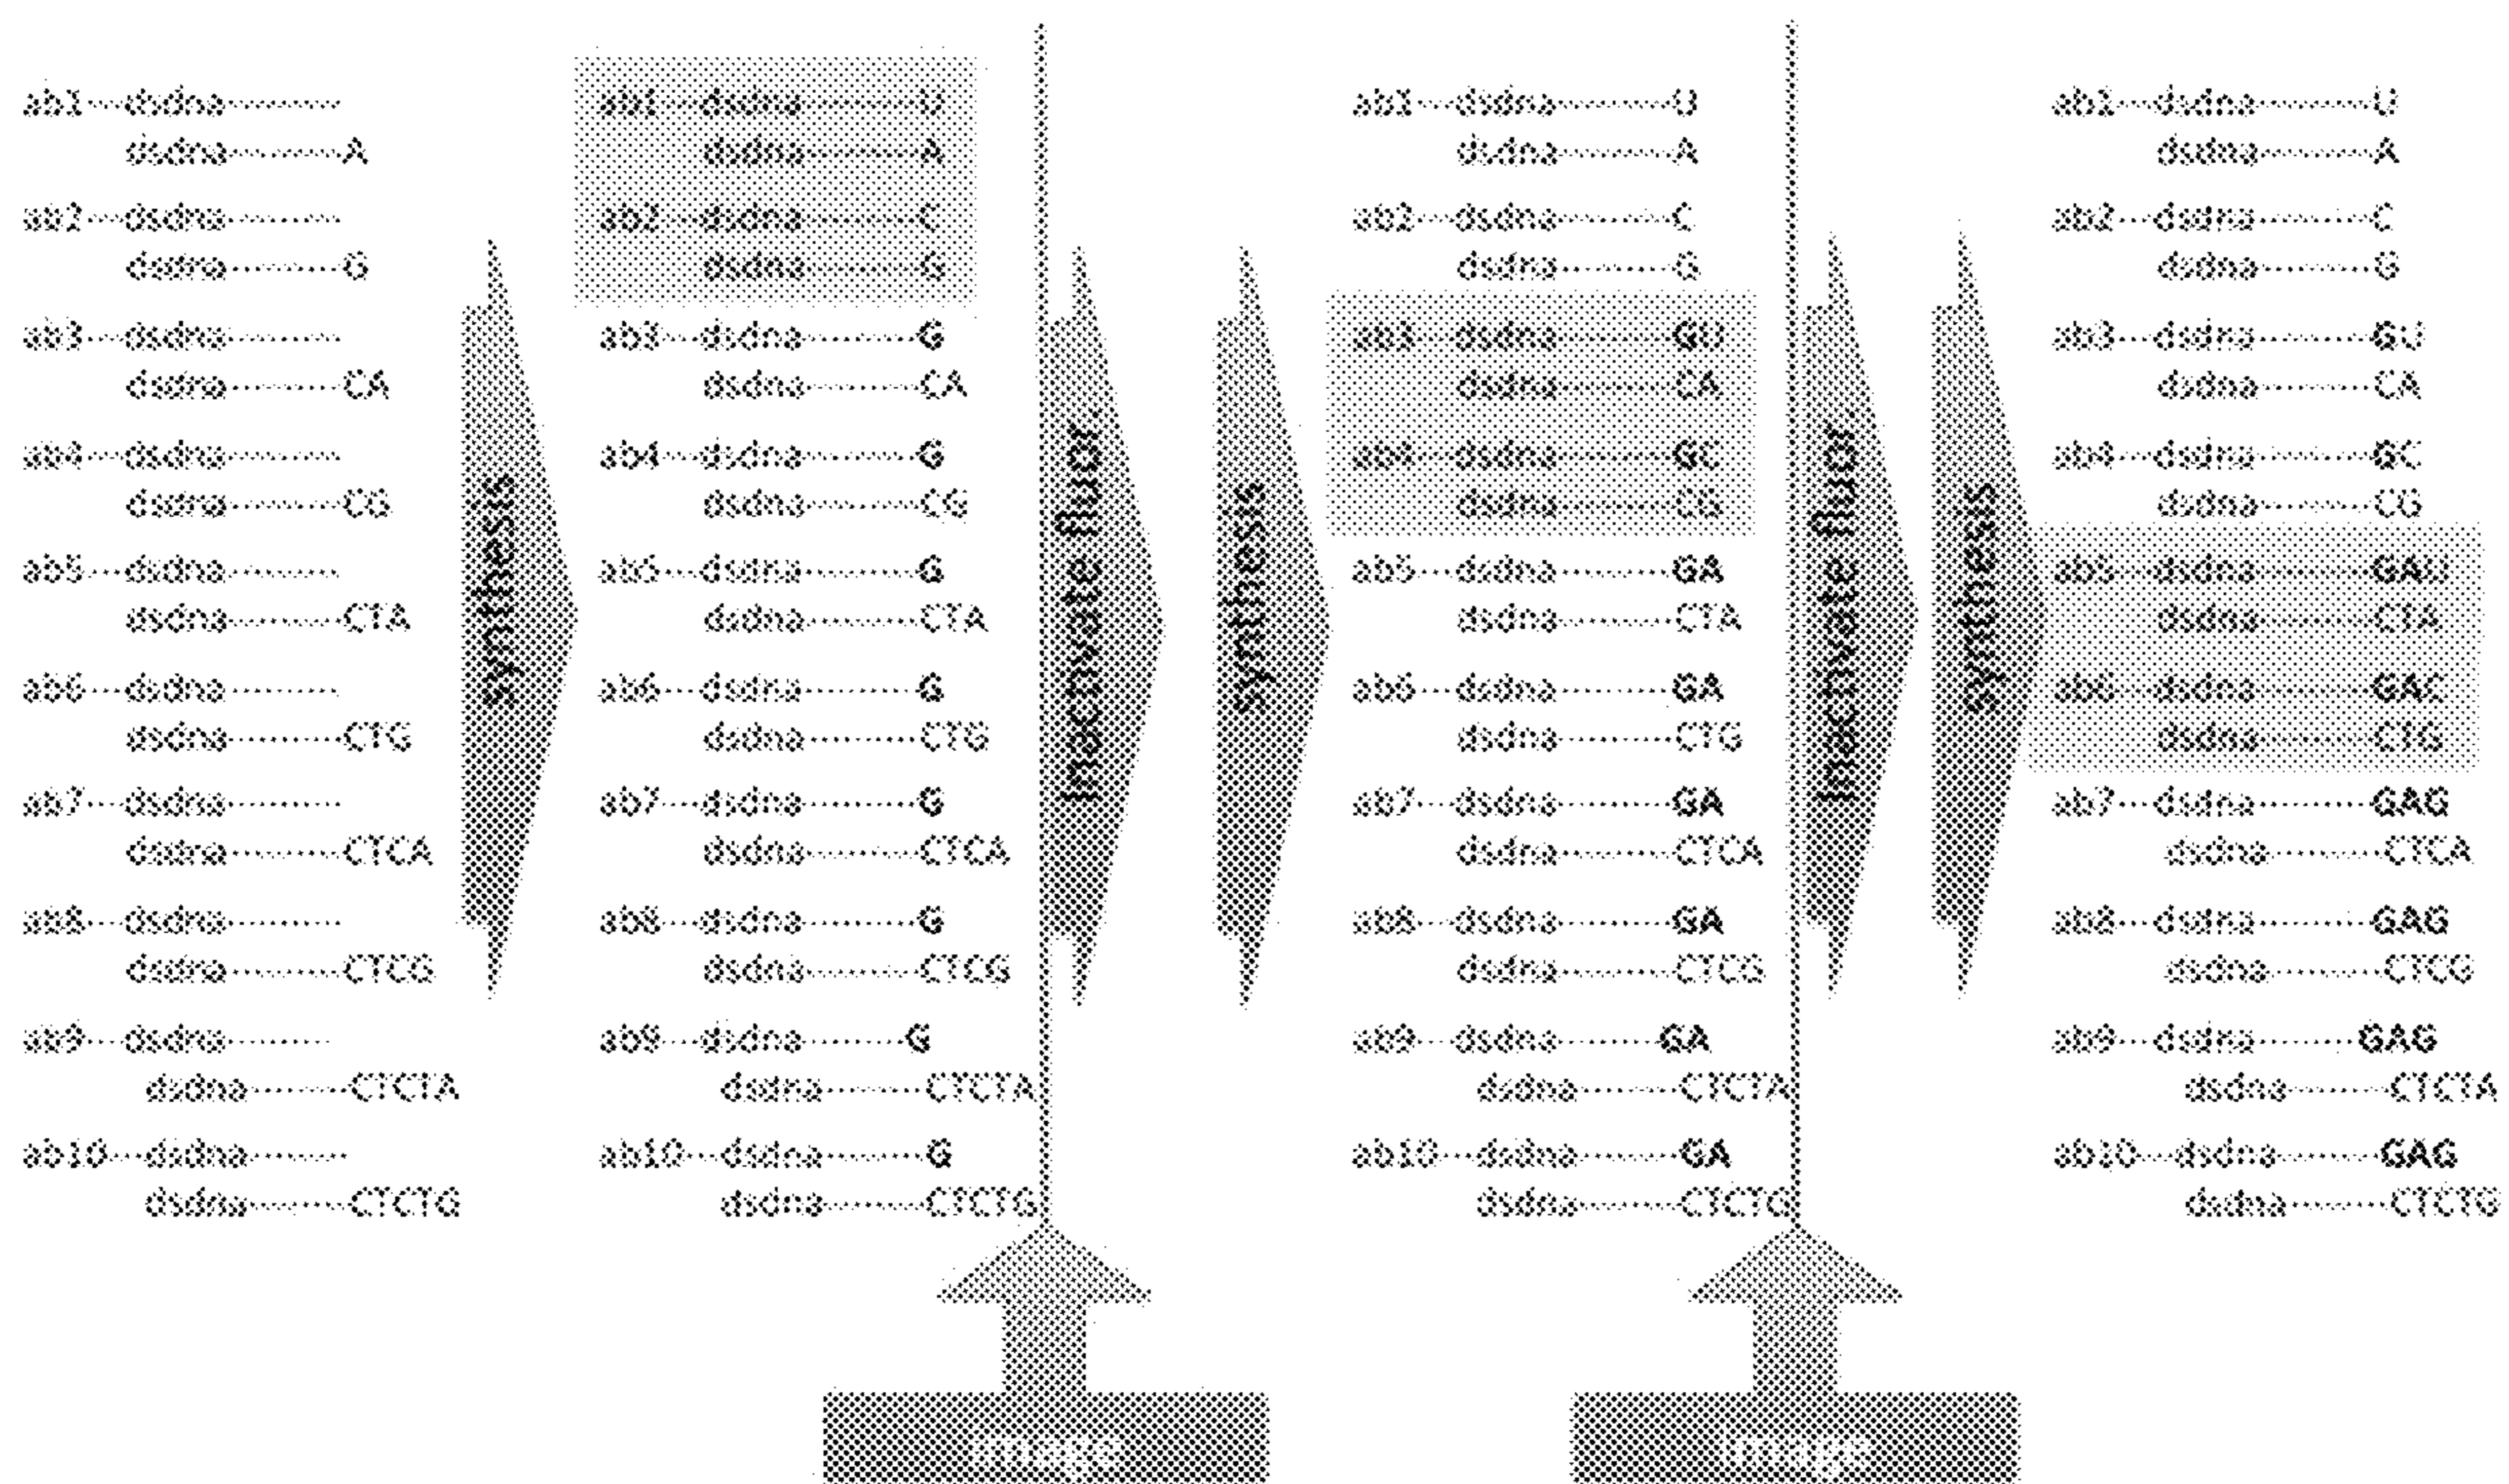 ab1---dsdna---------
dsdna---------A
ab2---dsdna---------
dsdna---------G
ab3---dsdna---------
dsdna---------CA
ab4---dsdna---------
dsdna---------CG
ab5---dsdna---------
dsdna---------CTA
ab6---dsdna---------
dsdna---------CTG
ab7---dsdna---------
dsdna---------CTCA
ab8---dsdna---------
dsdna---------CTCG
ab9---dsdna--------
dsdna--------CTCTA
ab10---dsdna--------
dsdna--------CTCTG
synthesis
ab1---dsdna---------U
dsdna---------A
ab2---dsdna---------C
dsdna---------G
ab3---dsdna---------G
dsdna---------CA
ab4---dsdna---------G
dsdna---------CG
ab5---dsdna---------G
dsdna---------CTA
ab6---dsdna---------G
dsdna---------CTG
ab7---dsdna---------G
dsdna---------CTCA
ab8---dsdna---------G
dsdna---------CTCG
ab9---dsdna--------G
dsdna--------CTCTA
ab10---dsdna--------G
dsdna--------CTCTG
Image
Inactivate fluor.
synthesis
ab1---dsdna---------U
dsdna---------A
ab2---dsdna---------C
dsdna---------G
ab3---dsdna---------GU
dsdna---------CA
ab4---dsdna---------GC
dsdna---------CG
ab5---dsdna---------GA
dsdna---------CTA
ab6---dsdna---------GA
dsdna---------CTG
ab7---dsdna---------GA
dsdna---------CTCA
ab8---dsdna---------GA
dsdna---------CTCG
ab9---dsdna--------GA
dsdna--------CTCTA
ab10---dsdna--------GA
dsdna--------CTCTG
Image
Inactivate fluor.
synthesis
ab1---dsdna---------U
dsdna---------A
ab2---dsdna---------C
dsdna---------G
ab3---dsdna---------GU
dsdna---------CA
ab4---dsdna---------GC
dsdna---------CG
ab5---dsdna---------GAU
dsdna---------CTA
ab6---dsdna---------GAC
dsdna---------CTG
ab7---dsdna---------GAG
dsdna---------CTCA
ab8---dsdna---------GAG
dsdna---------CTCG
ab9---dsdna--------GAG
dsdna--------CTCTA
ab10---dsdna--------GAG
dsdna--------CTCTG